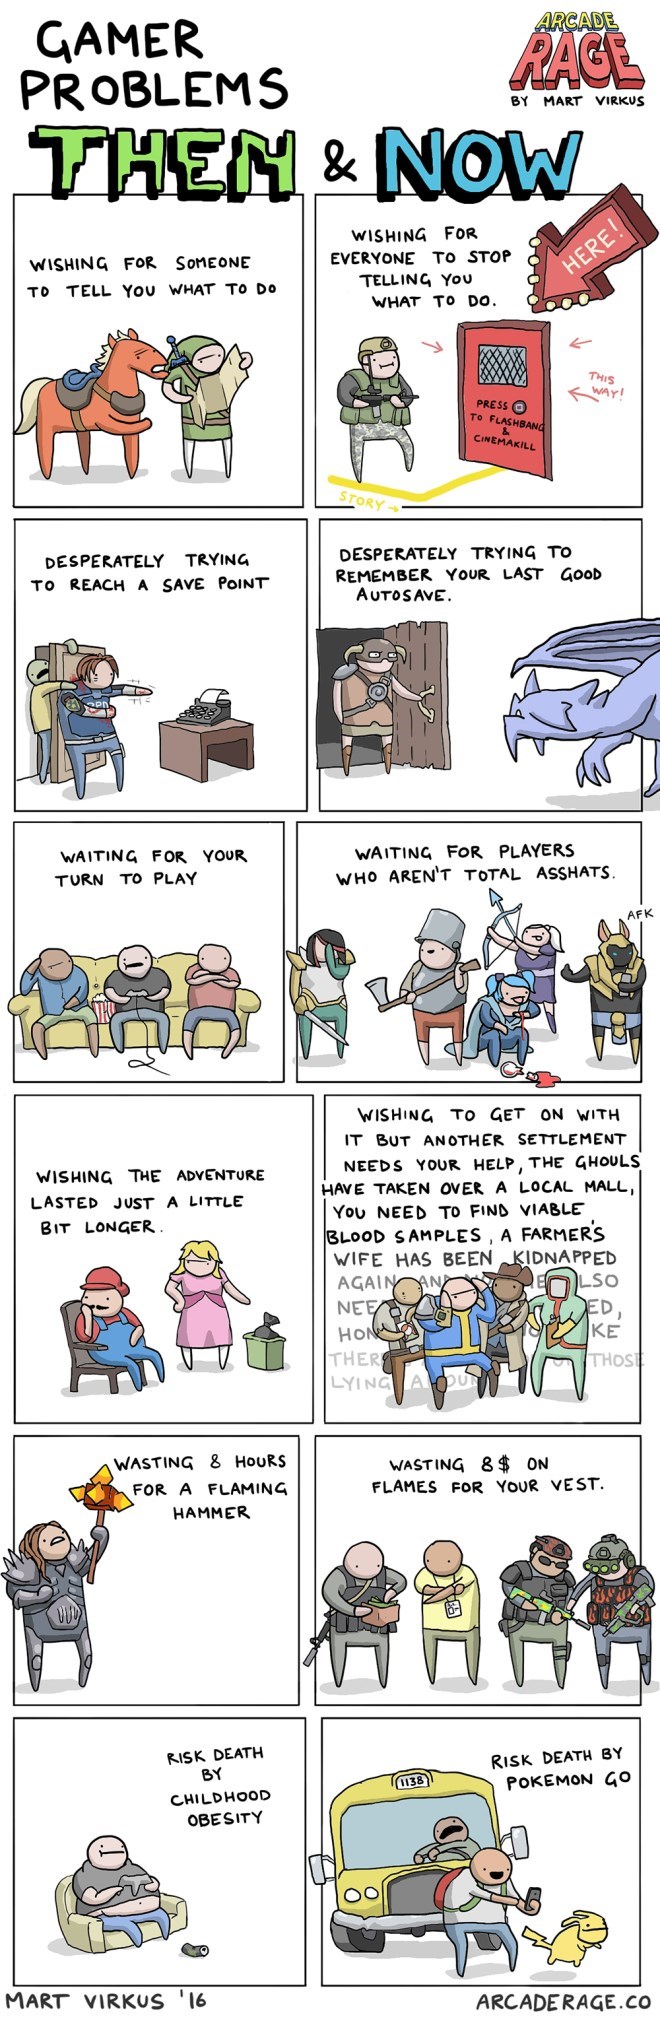 GAMER
PROBLEMS
ARCADE
RAGE
BY MART VIRKUS
THEN & NOW
WISHING FOR SOMEONE
TO TELL YOU WHAT TO DO
WISHING FOR
EVERYONE TO STOP
TELLING YOU
WHAT TO DO.
HERE!
THIS
WAY!
PRESS
TO FLASHBANG
&
CINEMAKILL
STORY
DESPERATELY TRYING
TO REACH A SAVE POINT
RPD
DESPERATELY TRYING TO
REMEMBER YOUR LAST GOOD
AUTOSAVE.
WAITING FOR YOUR
TURN TO PLAY
WAITING FOR PLAYERS
WHO AREN'T TOTAL ASSHATS.
AFK
WISHING THE ADVENTURE
LASTED JUST A LITTLE
BIT LONGER.
WISHING TO GET ON WITH
IT BUT ANOTHER SETTLEMENT
NEEDS YOUR HELP, THE GHOULS
HAVE TAKEN OVER A LOCAL MALL,
YOU NEED TO FIND VIABLE
BLOOD SAMPLES, A FARMER'S
WIFE HAS BEEN KIDNAPPED
AGAIN
THOSE
LYING
WASTING 8 HOURS
FOR A FLAMING
HAMMER
WASTING 8$ ON
FLAMES FOR YOUR VEST.
RISK DEATH
BY
CHILDHOOD
OBESITY
RISK DEATH BY
POKEMON GO
1138
MART VIRKUS '16
ARCADERAGE.CO